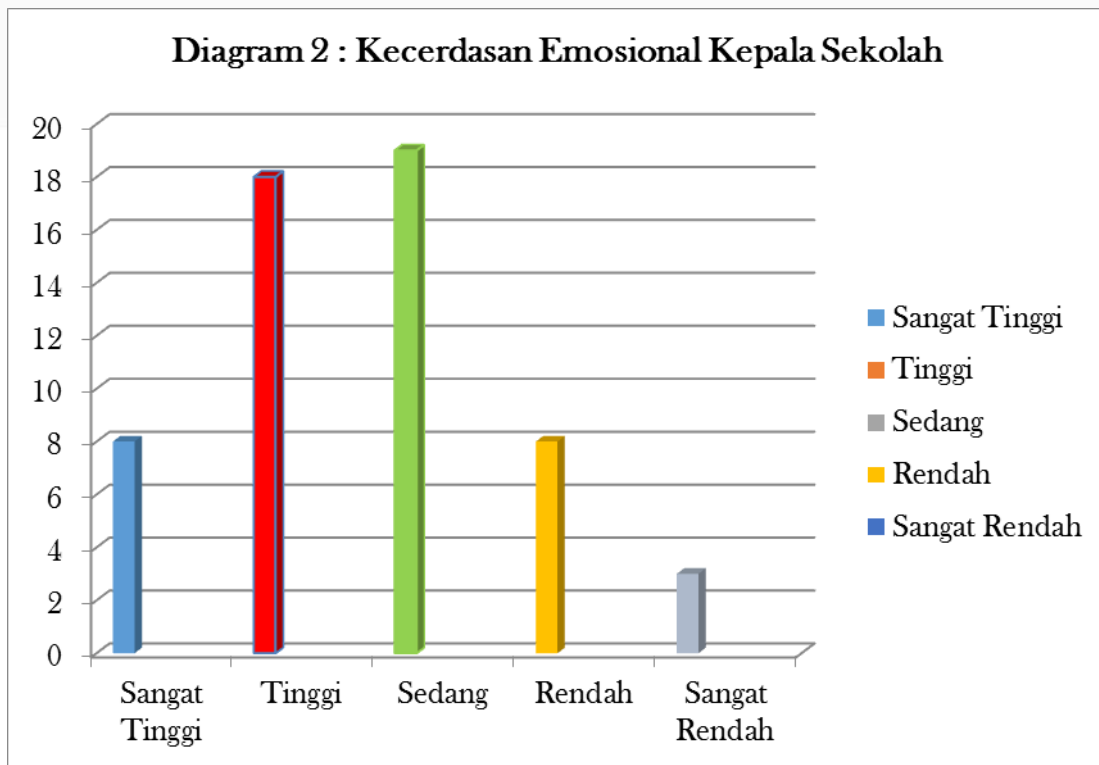 Diagram 2 : Kecerdasan Emosional Kepala Sekolah
20
18
16
14
12
10
8
6
4
2
0
Sangat
Tinggi
Tinggi
Sedang
Rendah
Sangat
Rendah
Sangat Tinggi
Tinggi
Sedang
Rendah
Sangat Rendah